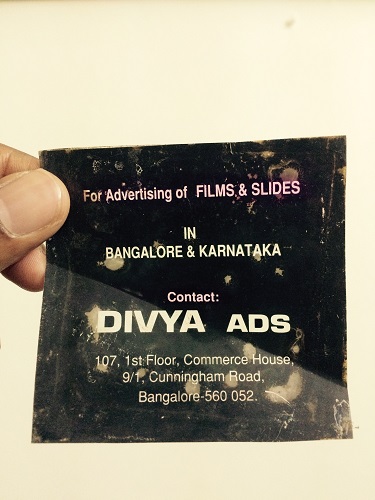 For Advertising of FILMS & SLIDES
IN
BANGALORE & KARNATAKA
Contact:
DIVYA ADS
107, 1st Floor, Commerce House,
9/1, Cunningham Road,
Bangalore-560 052.